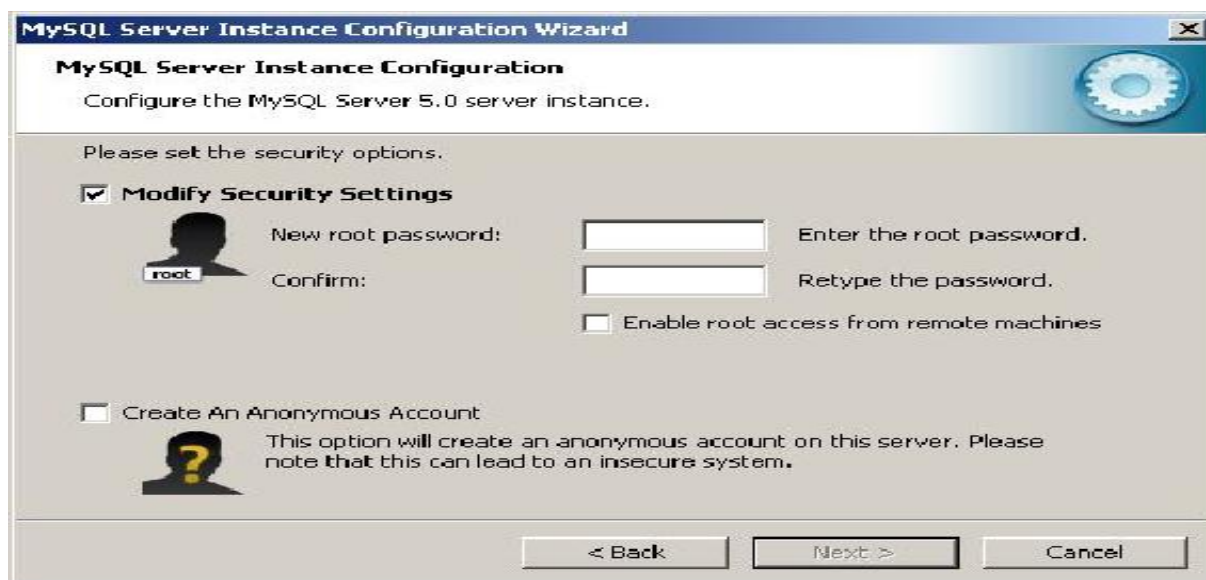 MySQL Server Instance Configuration Wizard
MySQL Server Instance Configuration
Configure the MySQL Server 5.0 server instance.
Please set the security options.
Modify Security Settings
root
New root password:
Enter the root password.
Confirm:
Retype the password.
Enable root access from remote machines
Create An Anonymous Account
This option will create an anonymous account on this server. Please
note that this can lead to an insecure system.
< Back
Next >
Cancel